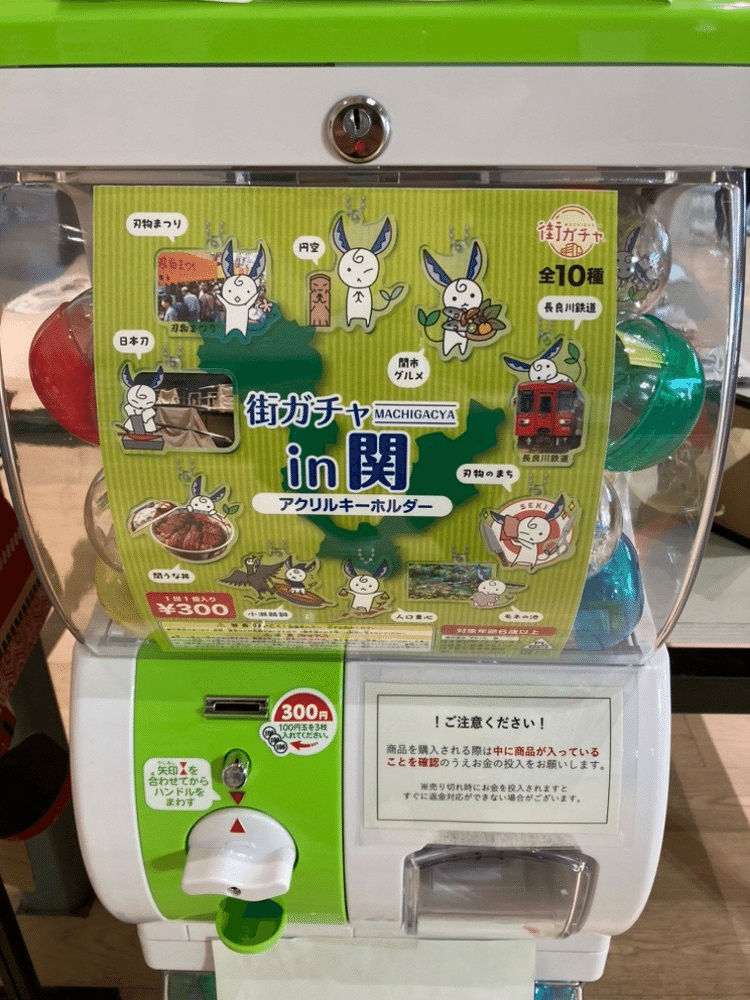 刃物まつり
円空
街ガチャ
全10種
長良川鉄道
刃物まつり
日本刀
関市
グルメ
長良川鉄道
街ガチャ MACHIGACYA
in関
アクリルキーホルダー
刃物のまち
SEKI
関うな丼
小瀬鵜飼
人口重心
モネの池
1回1個入り
¥300
対象年齢6歳以上
300円
100円玉を3枚
入れてください。
矢印を
合わせてから
ハンドルを
まわす
！ご注意ください！
商品を購入される際は中に商品が入っている
ことを確認のうえお金の投入をお願いします。
※売り切れ時にお金を投入されますと
すぐに返金対応ができない場合がございます。